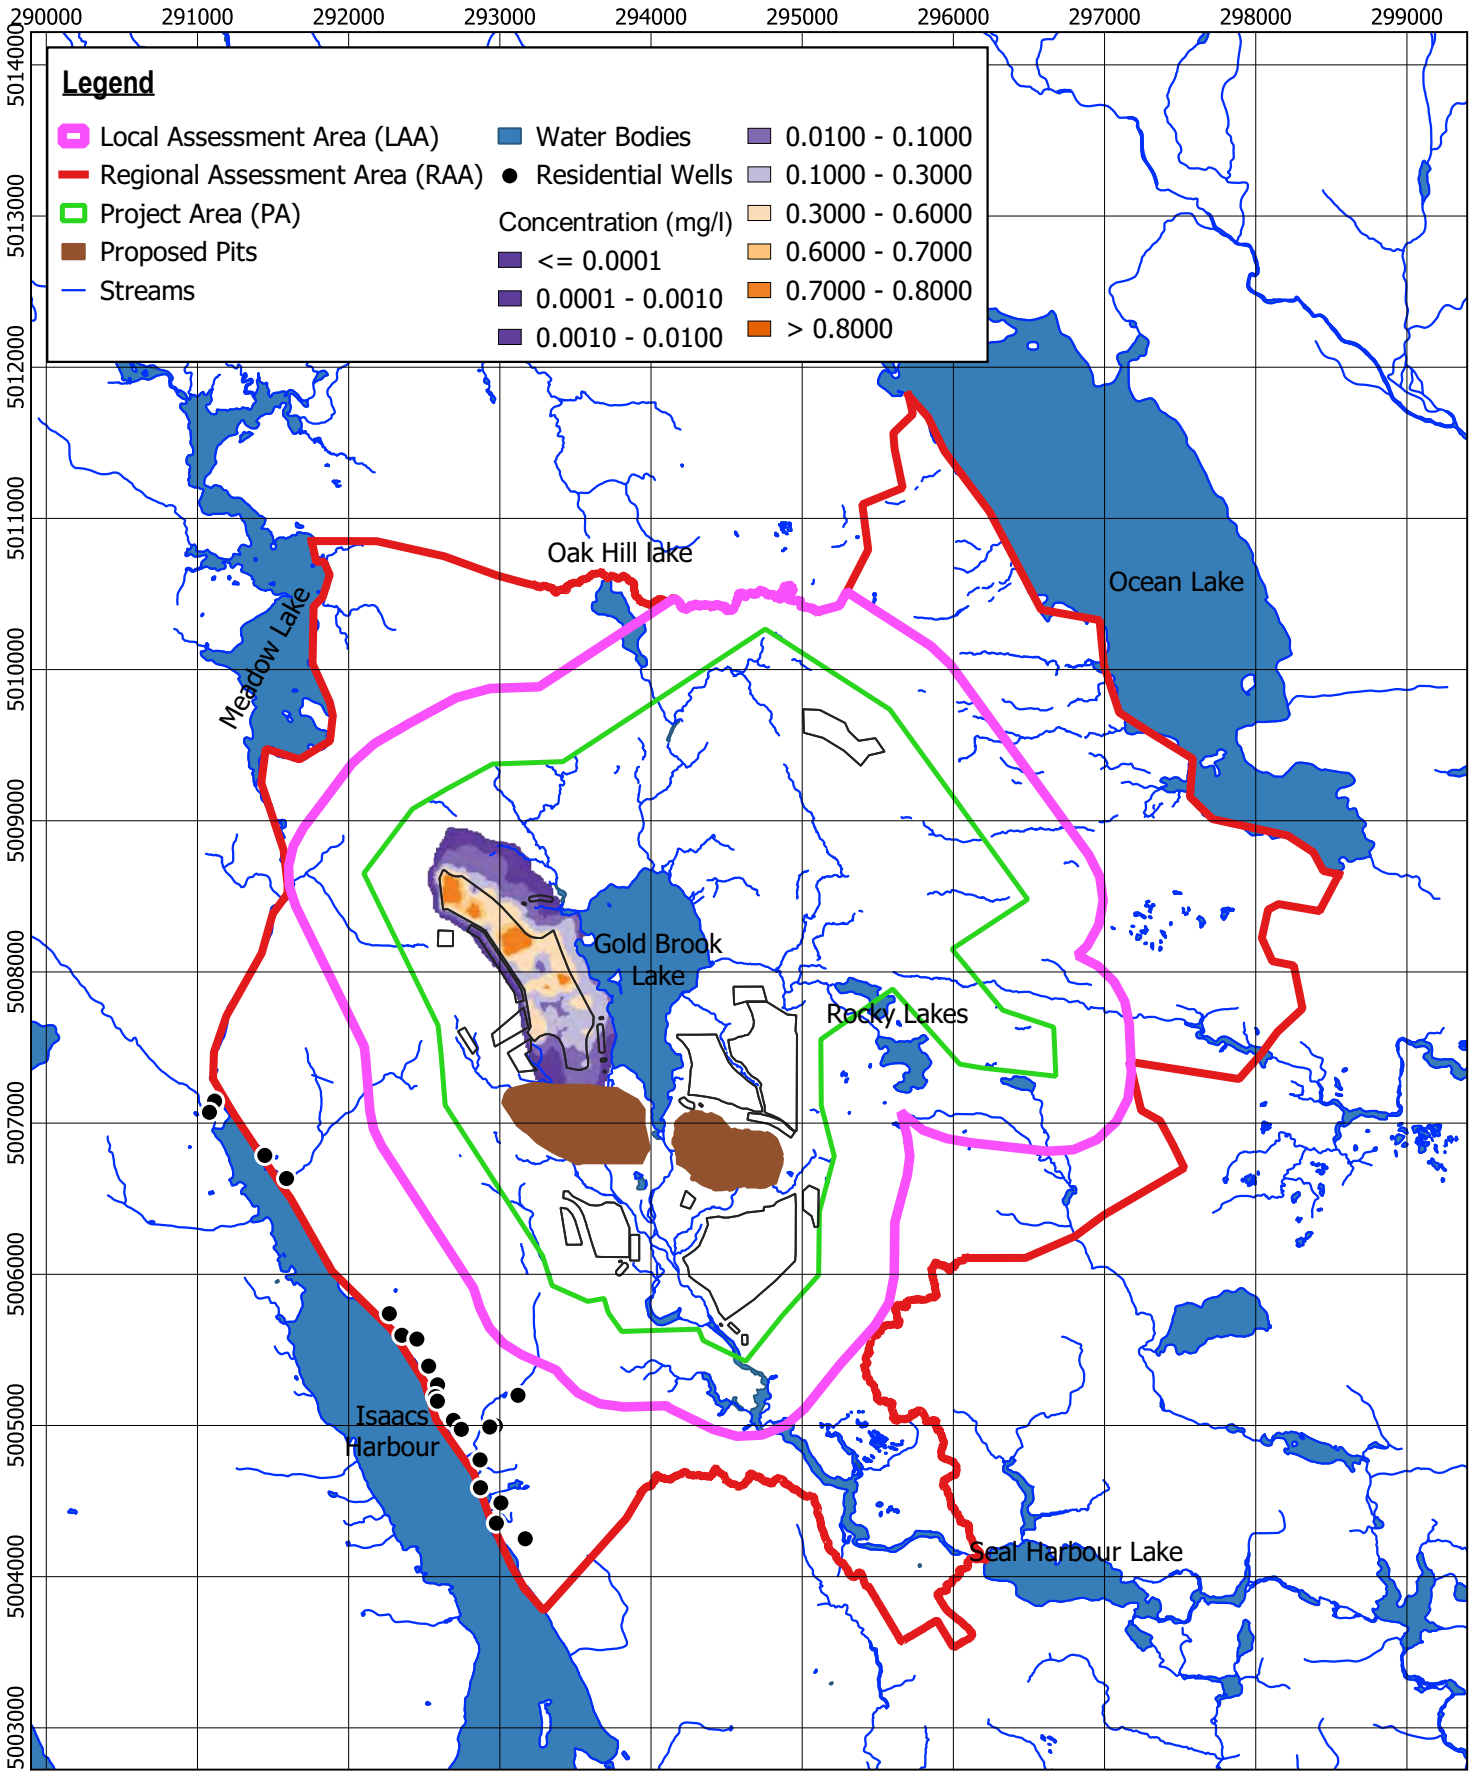 290000 291000 292000 293000 294000 295000 296000 297000 298000 299000
5014000
5013000
5012000
5011000
5010000
5009000
5008000
5007000
5006000
5005000
5004000
5003000
Legend
Local Assessment Area (LAA)
Regional Assessment Area (RAA)
Project Area (PA)
Proposed Pits
Streams
Water Bodies
Residential Wells
Concentration (mg/l)
<= 0.0001
0.0001 - 0.0010
0.0010 - 0.0100
0.0100 - 0.1000
0.1000 - 0.3000
0.3000 - 0.6000
0.6000 - 0.7000
0.7000 - 0.8000
> 0.8000
Oak Hill lake
Ocean Lake
Meadow Lake
Gold Brook
Lake
Rocky Lakes
Isaacs
Harbour
Seal Harbour Lake